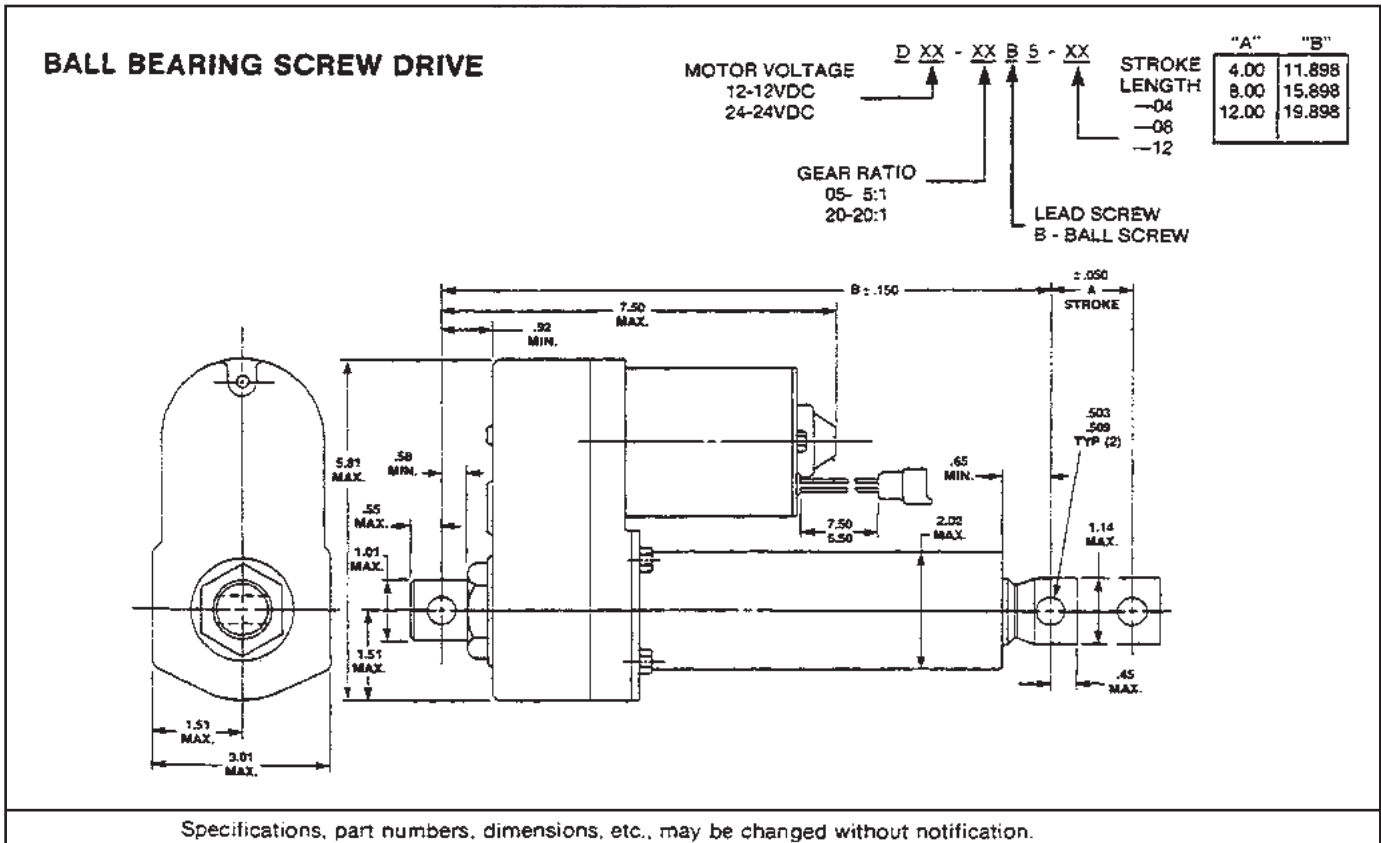 BALL BEARING SCREW DRIVE
D XX - XX B 5 - XX
MOTOR VOLTAGE
12-12VDC
24-24VDC
GEAR RATIO
05- 5:1
20-20:1
LEAD SCREW
B - BALL SCREW
STROKE
LENGTH
—04
—08
—12
"A" "B"
4.00 11.898
8.00 15.898
12.00 19.898
± .050
A
STROKE
B ± .150
7.50
MAX.
.92
MIN.
5.81
MAX.
.58
MIN.
.55
MAX.
1.01
MAX.
1.51
MAX.
.503
.509
TYP (2)
.65
MIN.
7.50
5.50
2.02
MAX.
1.14
MAX.
.45
MAX.
1.51
MAX.
3.01
MAX.
Specifications, part numbers, dimensions, etc., may be changed without notification.